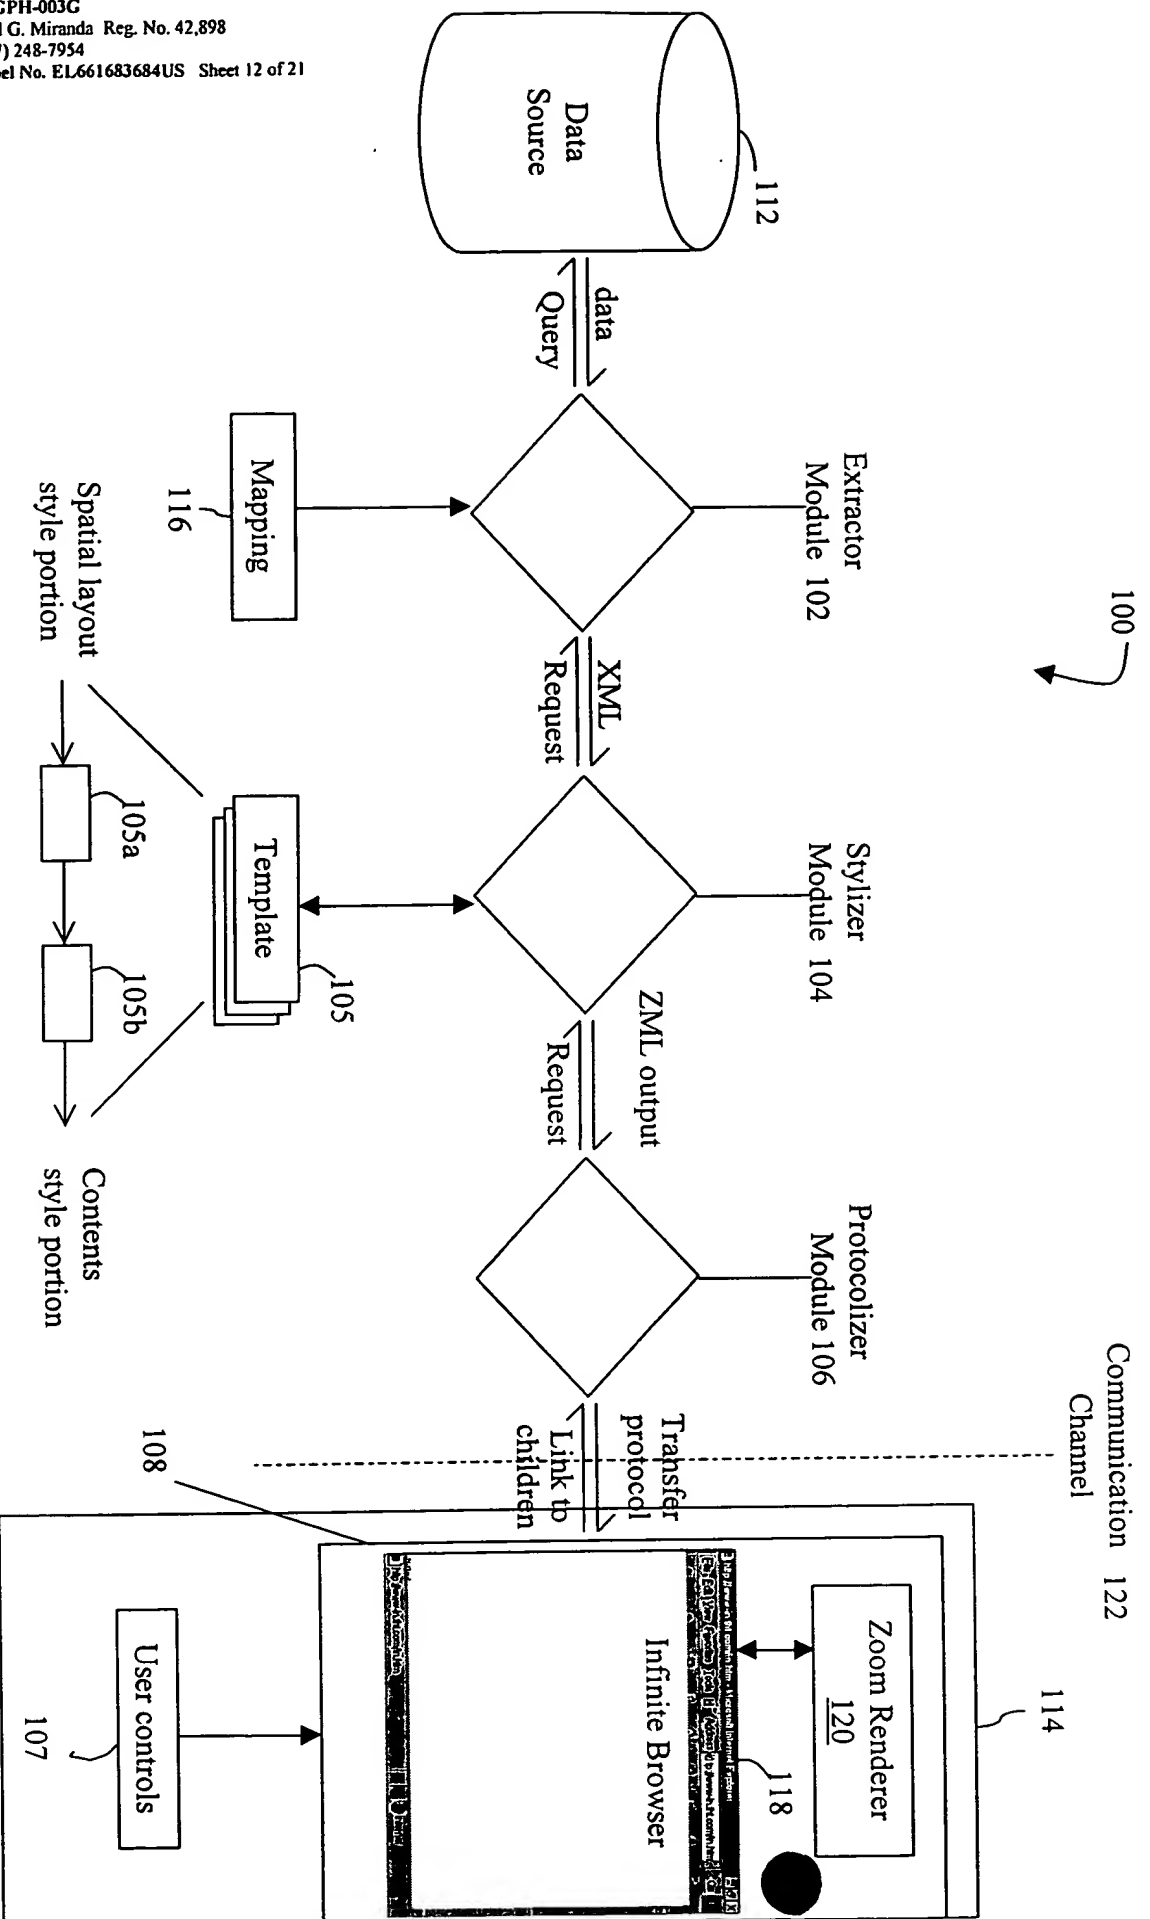 GPH-003G
G. Miranda Reg. No. 42,898
248-7954
No. EL661683684US Sheet 12 of 21
100
Communication 122
Channel
Data
Source
112
data
Query
Extractor
Module 102
Mapping
116
XML
Request
Stylizer
Module 104
Template
105
Spatial layout
style portion
105a
105b
Contents
style portion
ZML output
Request
Protocolizer
Module 106
Transfer
protocol
Link to
children
108
114
Zoom Renderer
120
118
Infinite Browser
User controls
107